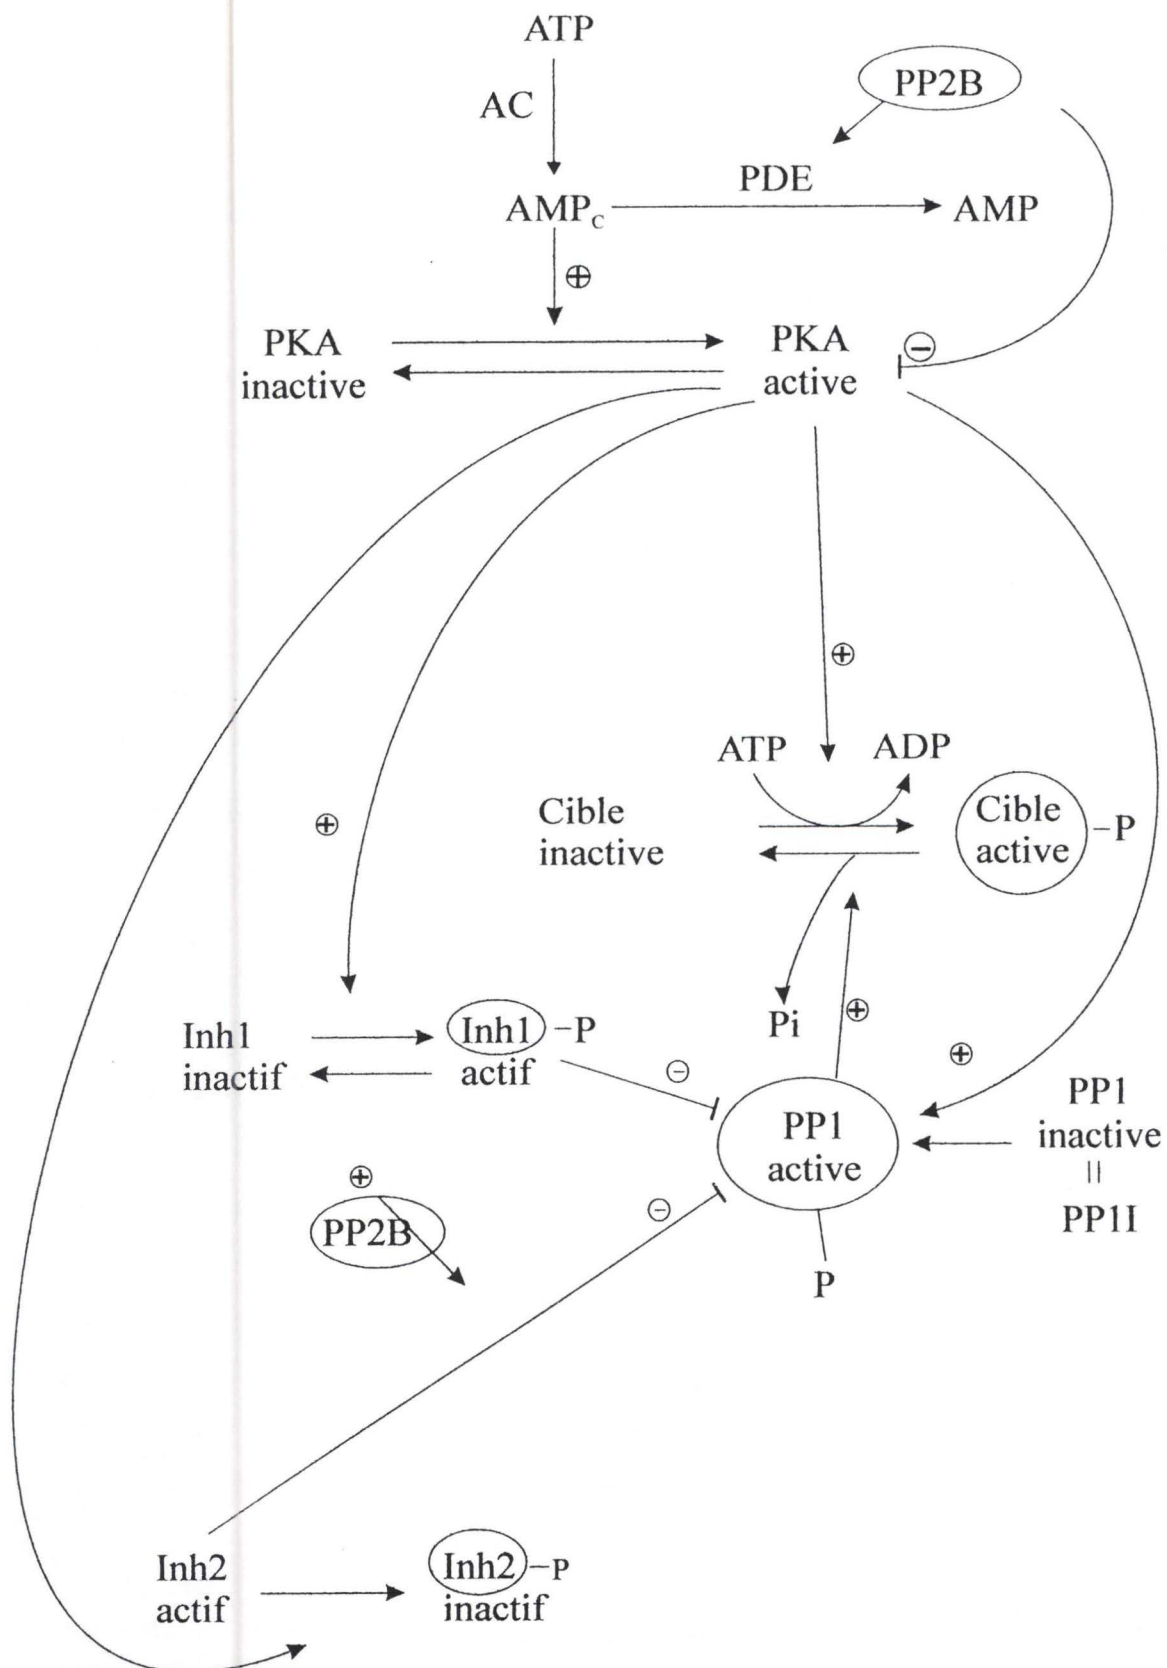 ATP
AC
PP2B
PDE
AMPc
AMP
⊕
PKA
inactive
PKA
active
⊖
⊕
ATP
ADP
⊕
Cible
inactive
Cible
active
–P
Pi
⊕
⊕
Inh1
inactif
Inh1
actif
–P
⊖
PP1
active
PP1
inactive
=
PP1I
⊕
PP2B
⊖
P
Inh2
actif
Inh2
inactif
–P